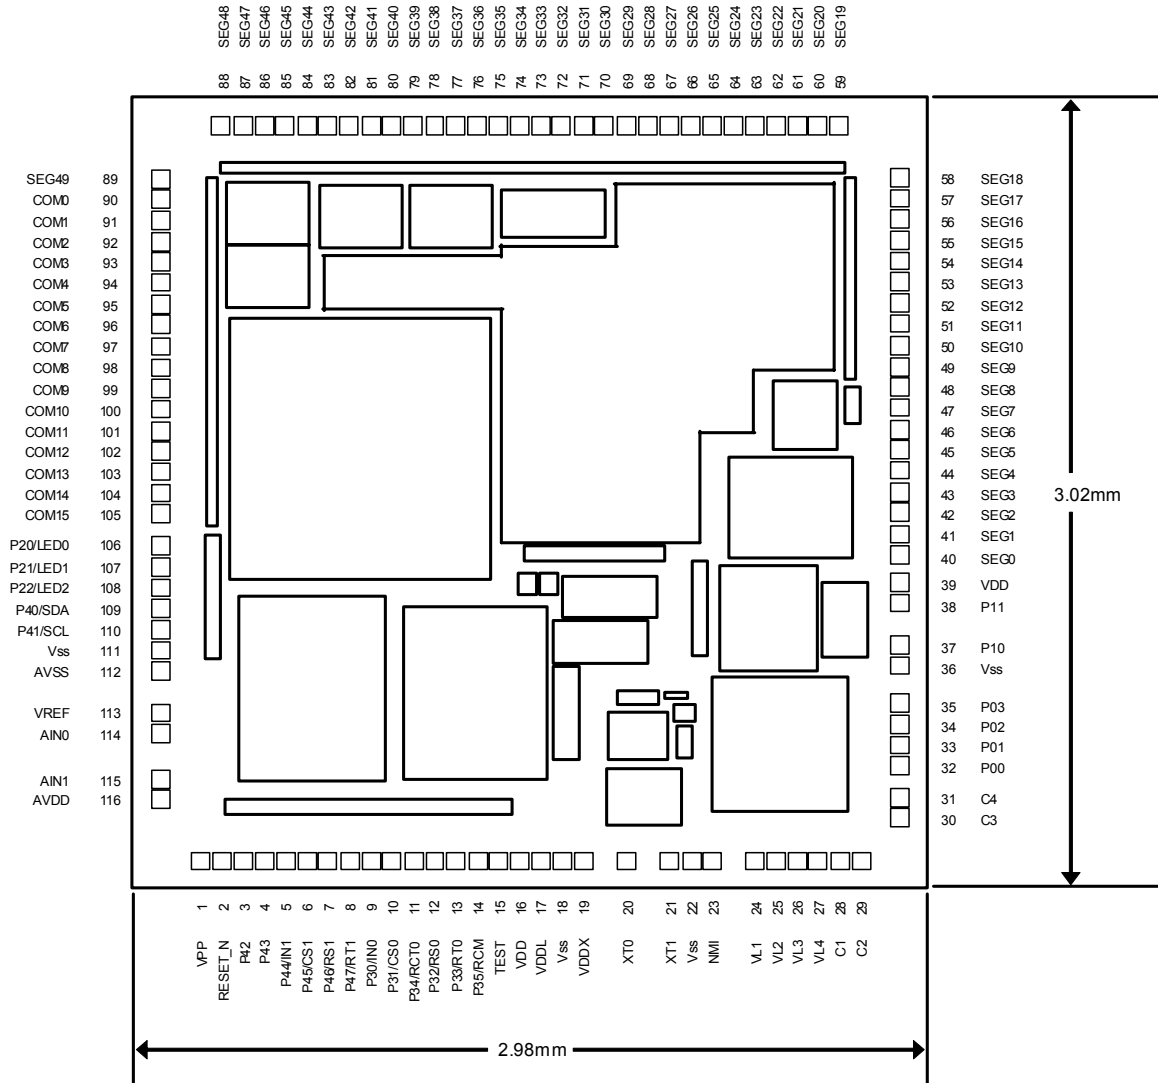 SEG48 SEG47 SEG46 SEG45 SEG44 SEG43 SEG42 SEG41 SEG40 SEG39 SEG38 SEG37 SEG36 SEG35 SEG34 SEG33 SEG32 SEG31 SEG30 SEG29 SEG28 SEG27 SEG26 SEG25 SEG24 SEG23 SEG22 SEG21 SEG20 SEG19
88 87 86 85 84 83 82 81 80 79 78 77 76 75 74 73 72 71 70 69 68 67 66 65 64 63 62 61 60 59
SEG49 89 58 SEG18
COM0 90 57 SEG17
COM1 91 56 SEG16
COM2 92 55 SEG15
COM3 93 54 SEG14
COM4 94 53 SEG13
COM5 95 52 SEG12
COM6 96 51 SEG11
COM7 97 50 SEG10
COM8 98 49 SEG9
COM9 99 48 SEG8
COM10 100 47 SEG7
COM11 101 46 SEG6
COM12 102 45 SEG5
COM13 103 44 SEG4
COM14 104 43 SEG3
3.02mm
COM15 105 42 SEG2
41 SEG1
P20/LED0 106 40 SEG0
P21/LED1 107 39 VDD
P22/LED2 108 38 P11
P40/SDA 109
P41/SCL 110 37 P10
Vss 111 36 Vss
AVSS 112
35 P03
VREF 113 34 P02
AIN0 114 33 P01
32 P00
AIN1 115 31 C4
AVDD 116 30 C3
1 2 3 4 5 6 7 8 9 10 11 12 13 14 15 16 17 18 19 20 21 22 23 24 25 26 27 28 29
VPP RESET_N P42 P43 P44/IN1 P45/CS1 P46/RS1 P47/RT1 P30/IN0 P31/CS0 P34/RCT0 P32/RS0 P33/RT0 P35/RCM TEST VDD VDDL Vss VDDX XT0 XT1 Vss NMI VL1 VL2 VL3 VL4 C1 C2
2.98mm